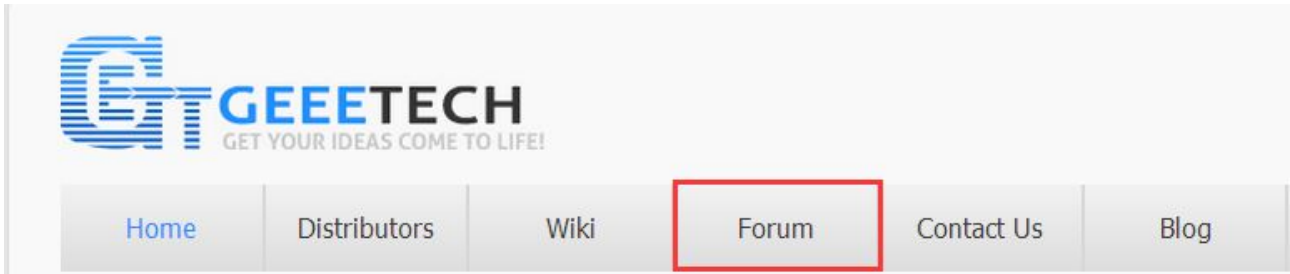 GEEETECH
GET YOUR IDEAS COME TO LIFE!
Home Distributors Wiki Forum Contact Us Blog